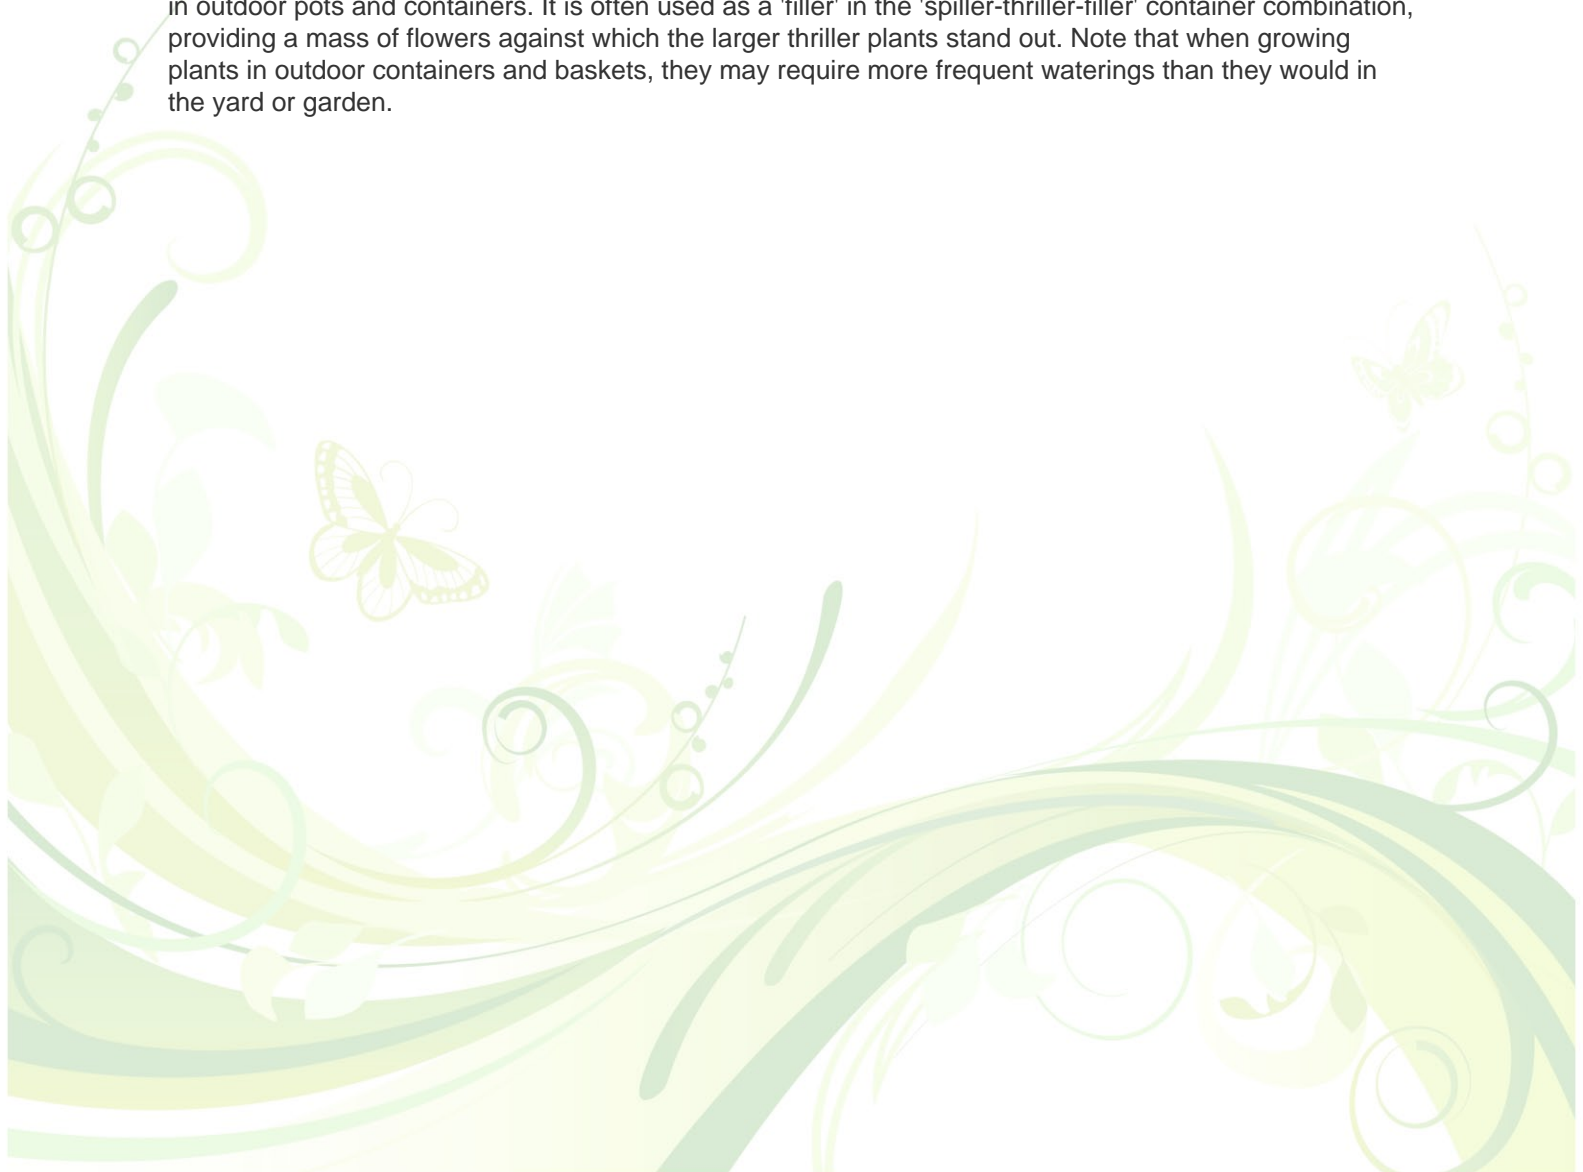 in outdoor pots and containers. It is often used as a 'filler' in the 'spiller-thriller-filler' container combination,
providing a mass of flowers against which the larger thriller plants stand out. Note that when growing
plants in outdoor containers and baskets, they may require more frequent waterings than they would in
the yard or garden.